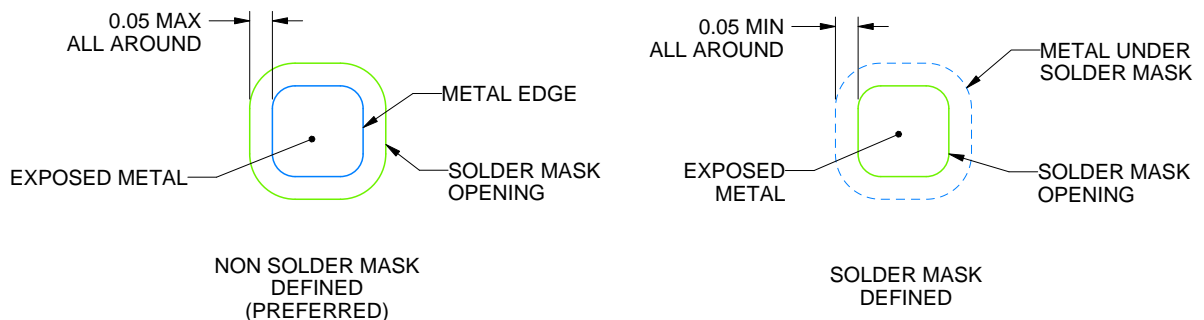 0.05 MAX
ALL AROUND
METAL EDGE
EXPOSED METAL
SOLDER MASK
OPENING
NON SOLDER MASK
DEFINED
(PREFERRED)
0.05 MIN
ALL AROUND
METAL UNDER
SOLDER MASK
EXPOSED
METAL
SOLDER MASK
OPENING
SOLDER MASK
DEFINED